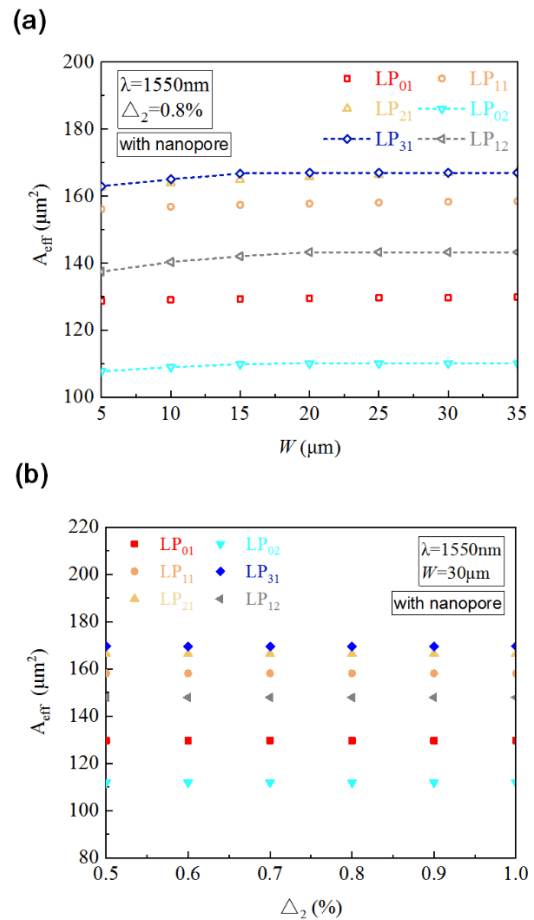 (a)
200
180
160
140
120
100
A_eff (μm²)
λ=1550nm
△₂=0.8%
with nanopore
LP₀₁ LP₁₁
LP₂₁ LP₀₂
LP₃₁ LP₁₂
5 10 15 20 25 30 35
W (μm)
(b)
220
200
180
160
140
120
100
80
A_eff (μm²)
LP₀₁ LP₀₂
LP₁₁ LP₃₁
LP₂₁ LP₁₂
λ=1550nm
W=30μm
with nanopore
0.5 0.6 0.7 0.8 0.9 1.0
△₂ (%)